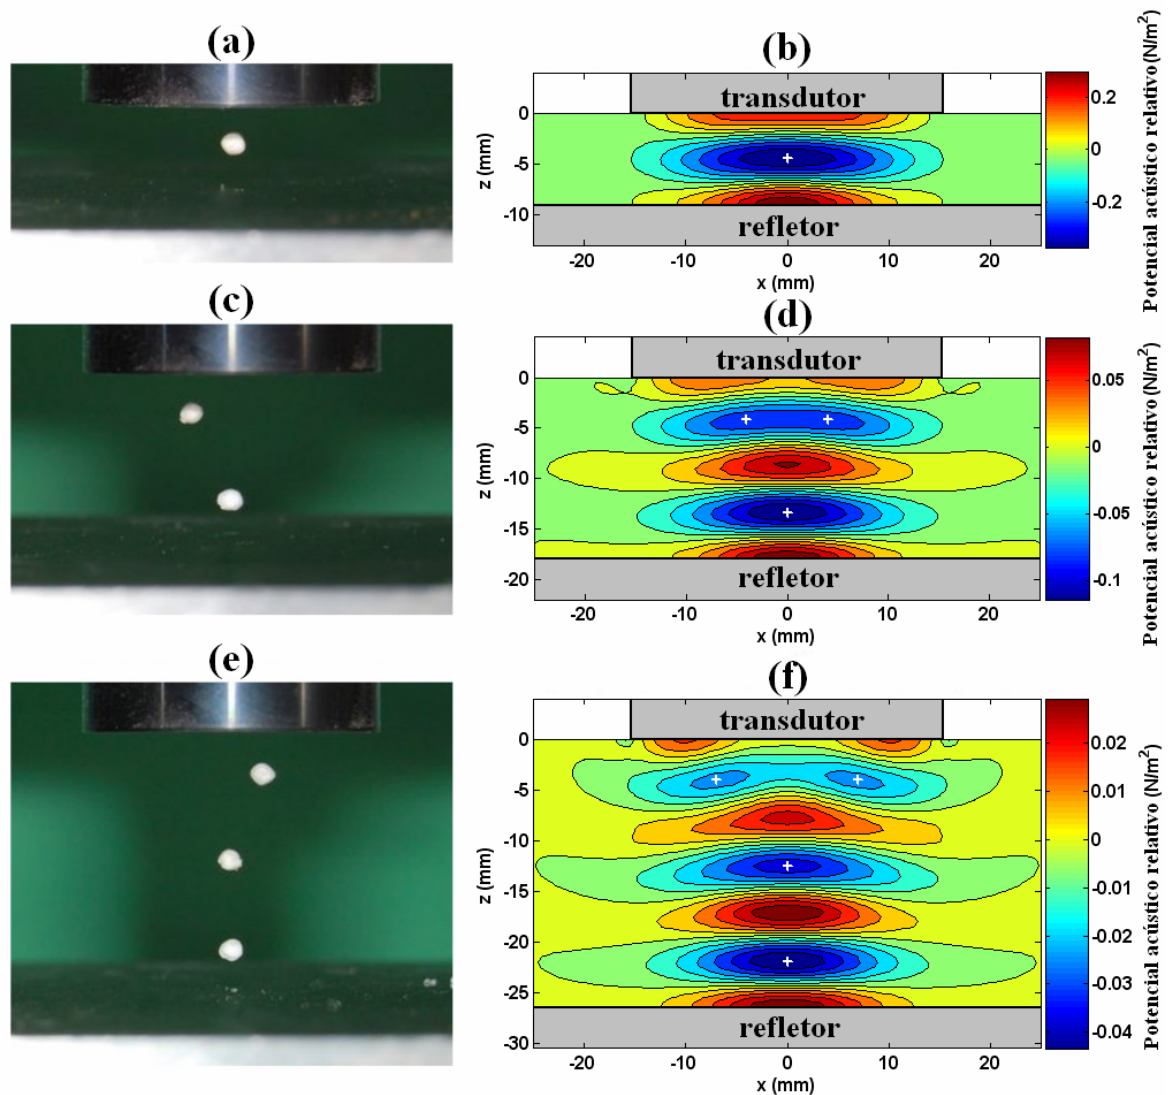 (a)
(b)
transdutor
0
-5
-10
z (mm)
refletor
-20
-10
0
10
20
x (mm)
0.2
0
-0.2
Potencial acústico relativo (N/m²)
(c)
(d)
transdutor
0
-5
-10
-15
-20
z (mm)
refletor
-20
-10
0
10
20
x (mm)
0.05
0
-0.05
-0.1
Potencial acústico relativo (N/m²)
(e)
(f)
transdutor
0
-5
-10
-15
-20
-25
-30
z (mm)
refletor
-20
-10
0
10
20
x (mm)
0.02
0.01
0
-0.01
-0.02
-0.03
-0.04
Potencial acústico relativo (N/m²)